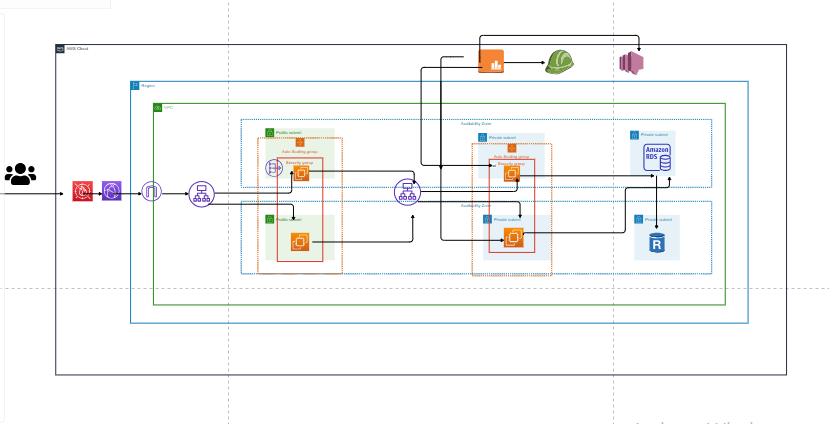 AWS Cloud
Region
VPC
Availability Zone
Public subnet
Private subnet
Private subnet
Auto Scaling group
Auto Scaling group
Security group
Security group
Amazon
RDS
Availability Zone
Public subnet
Private subnet
Private subnet
R